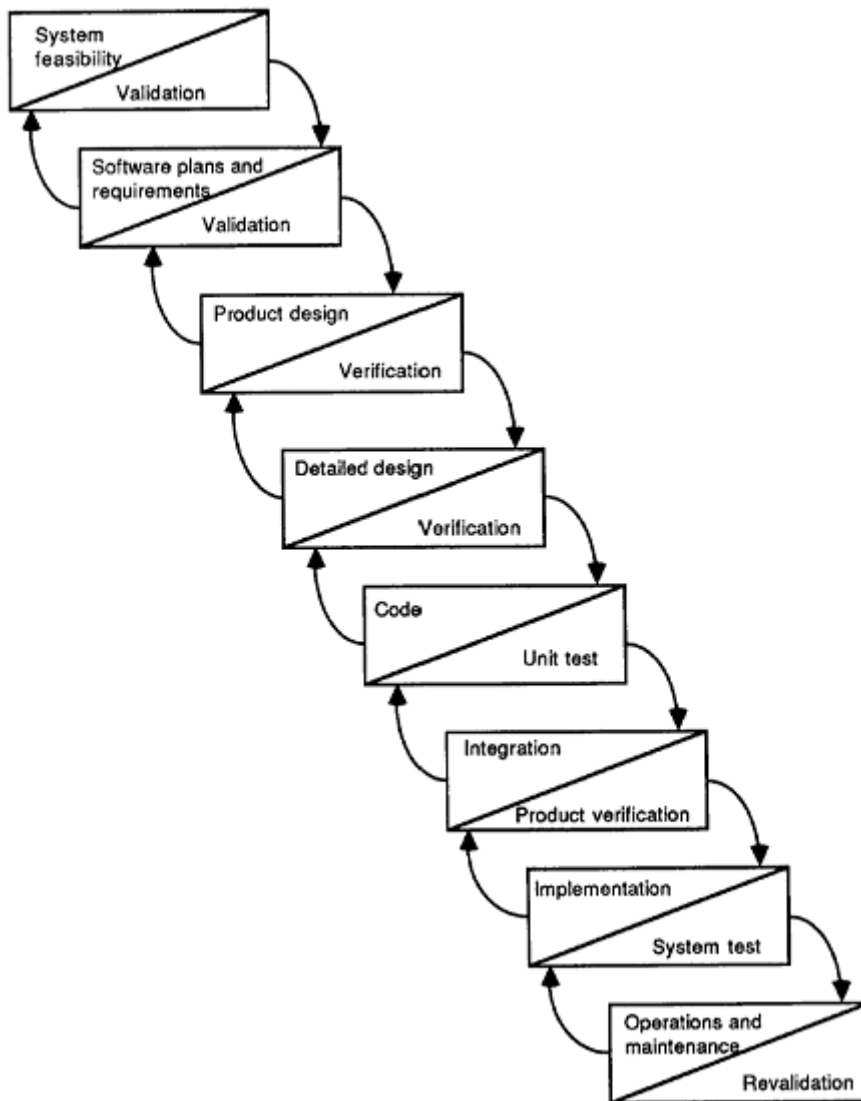 System
feasibility
Validation
Software plans and
requirements
Validation
Product design
Verification
Detailed design
Verification
Code
Unit test
Integration
Product verification
Implementation
System test
Operations and
maintenance
Revalidation